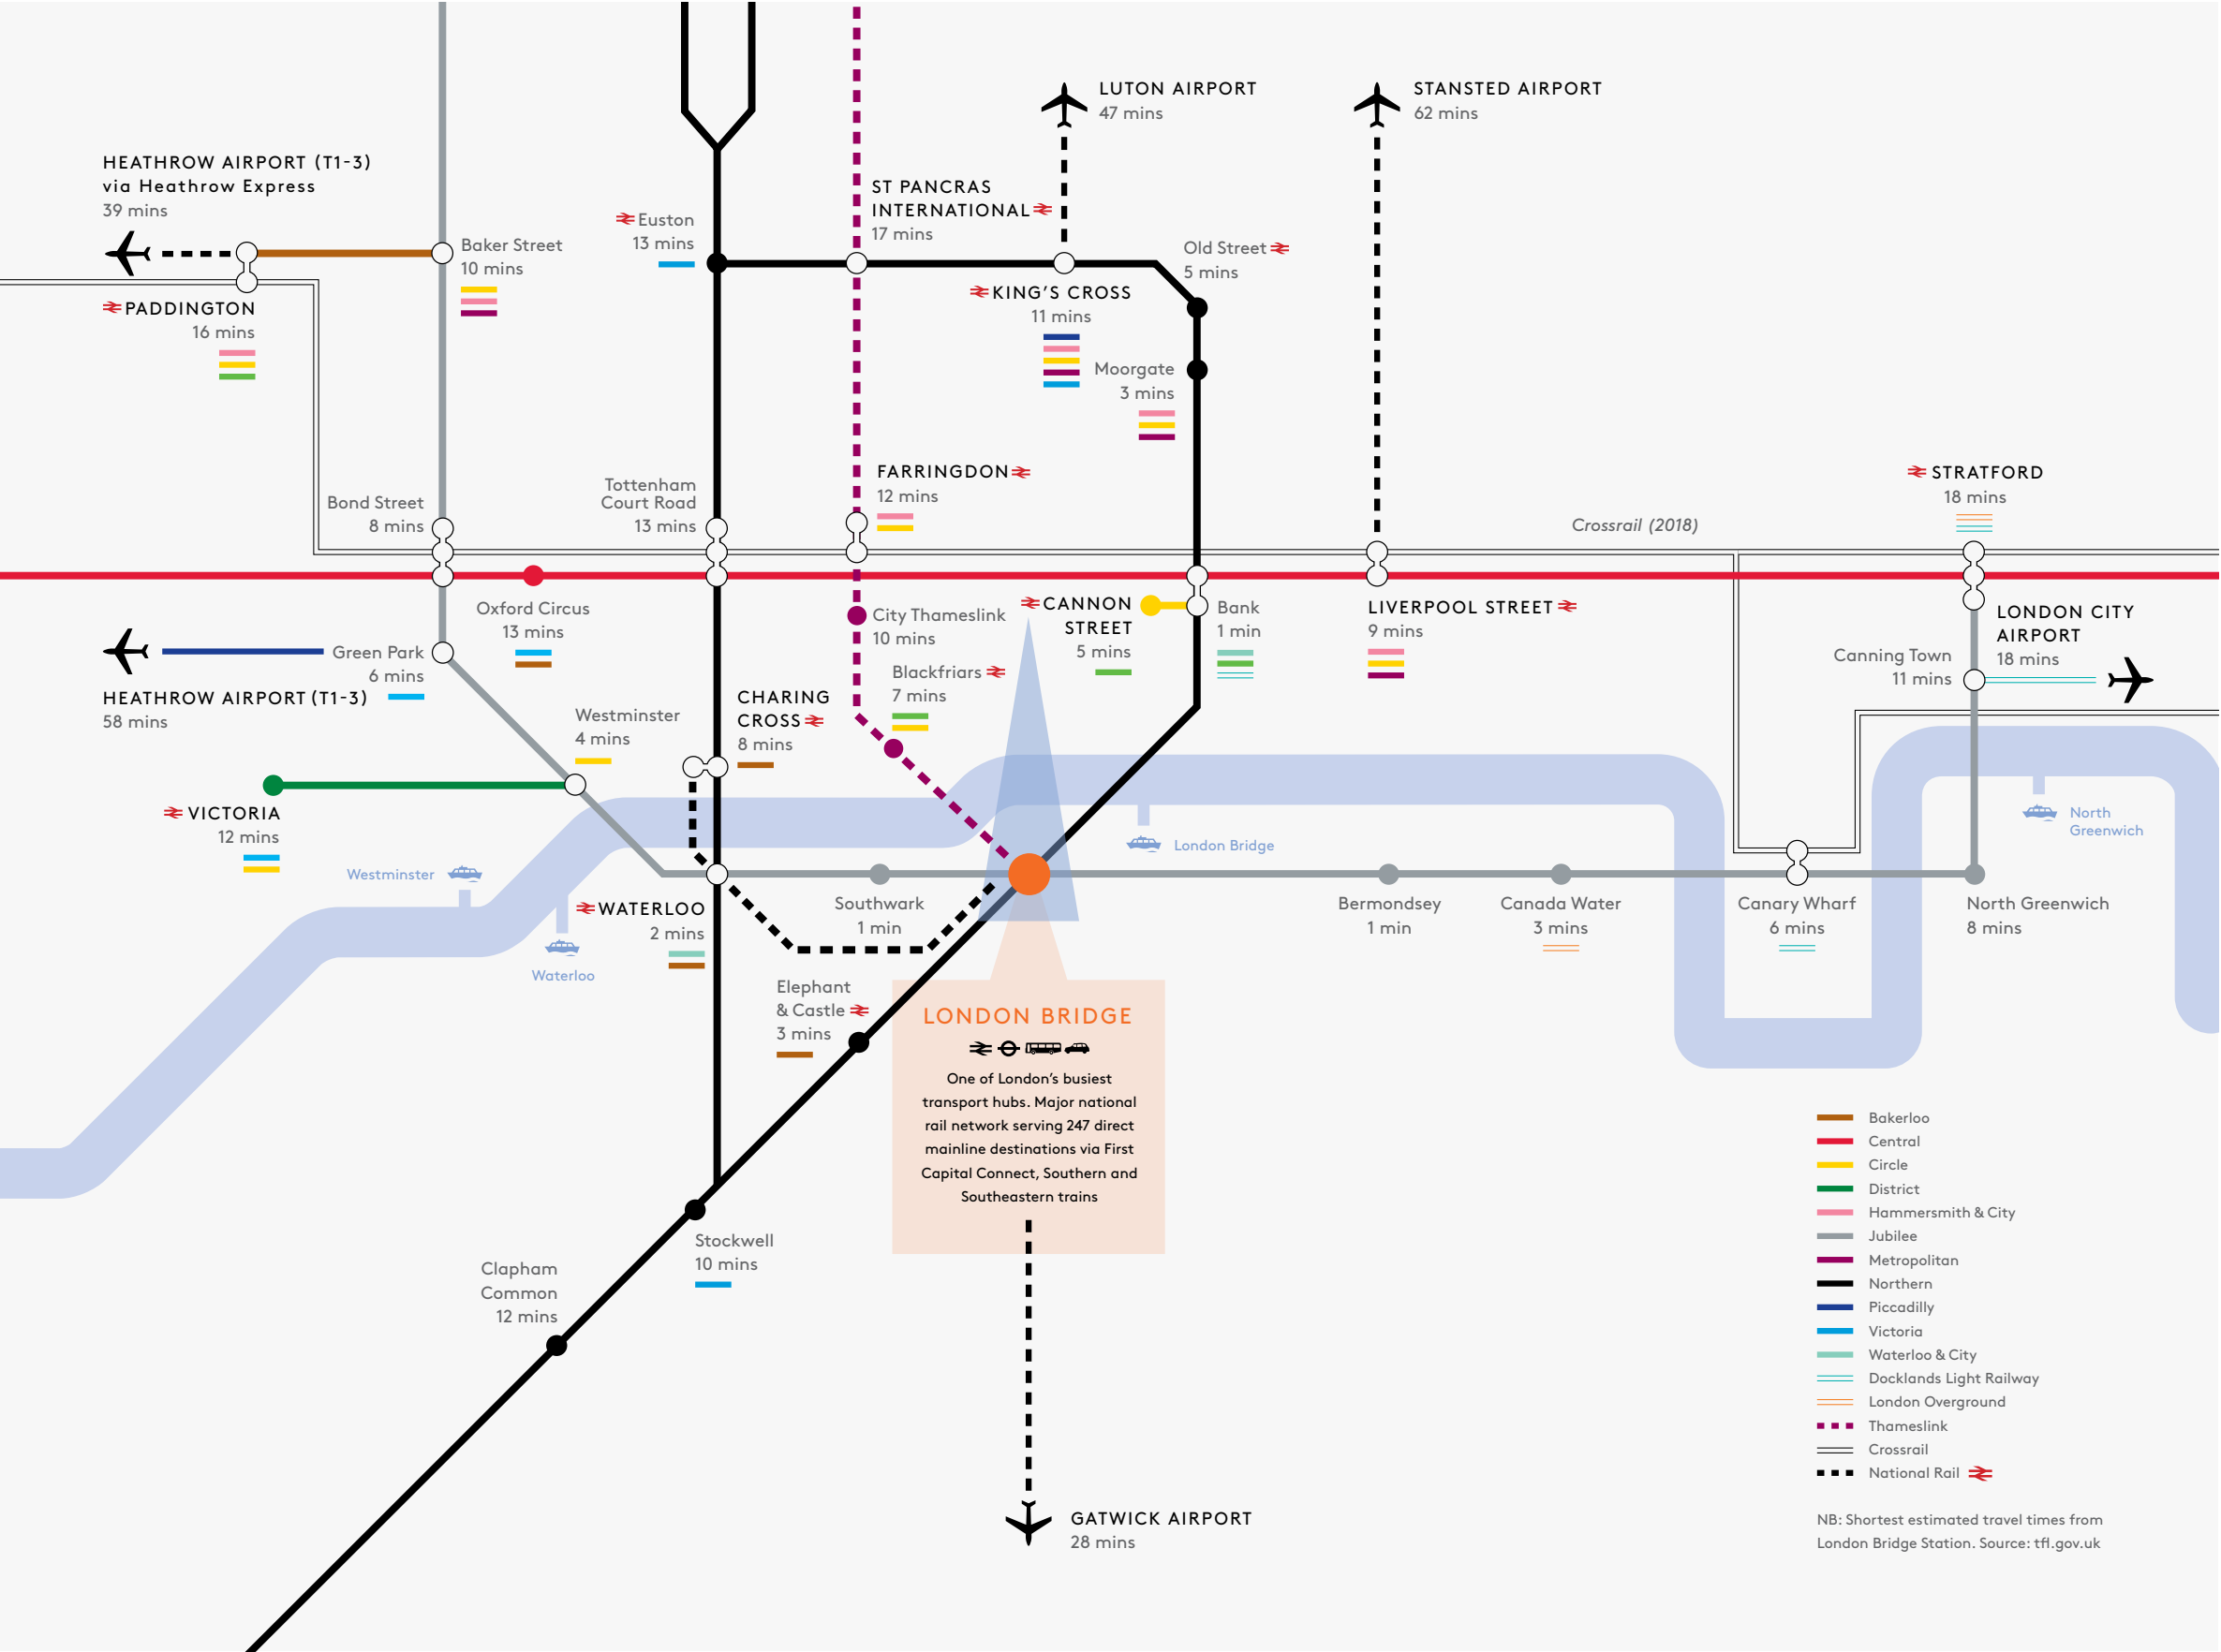 LUTON AIRPORT
47 mins
STANSTED AIRPORT
62 mins
HEATHROW AIRPORT (T1-3)
via Heathrow Express
39 mins
ST PANCRAS
INTERNATIONAL
17 mins
Euston
13 mins
Baker Street
10 mins
Old Street
5 mins
PADDINGTON
16 mins
KING'S CROSS
11 mins
Moorgate
3 mins
FARRINGDON
12 mins
STRATFORD
18 mins
Bond Street
8 mins
Tottenham
Court Road
13 mins
Crossrail (2018)
Oxford Circus
13 mins
City Thameslink
10 mins
CANNON
STREET
5 mins
Bank
1 min
LIVERPOOL STREET
9 mins
LONDON CITY
AIRPORT
18 mins
Canning Town
11 mins
Green Park
6 mins
HEATHROW AIRPORT (T1-3)
58 mins
Blackfriars
7 mins
CHARING
CROSS
8 mins
Westminster
4 mins
VICTORIA
12 mins
North
Greenwich
London Bridge
Westminster
WATERLOO
2 mins
Southwark
1 min
Bermondsey
1 min
Canada Water
3 mins
Canary Wharf
6 mins
North Greenwich
8 mins
Waterloo
Elephant
& Castle
3 mins
LONDON BRIDGE
One of London's busiest
transport hubs. Major national
rail network serving 247 direct
mainline destinations via First
Capital Connect, Southern and
Southeastern trains
Stockwell
10 mins
Clapham
Common
12 mins
GATWICK AIRPORT
28 mins
Bakerloo
Central
Circle
District
Hammersmith & City
Jubilee
Metropolitan
Northern
Piccadilly
Victoria
Waterloo & City
Docklands Light Railway
London Overground
Thameslink
Crossrail
National Rail
NB: Shortest estimated travel times from
London Bridge Station. Source: tfl.gov.uk